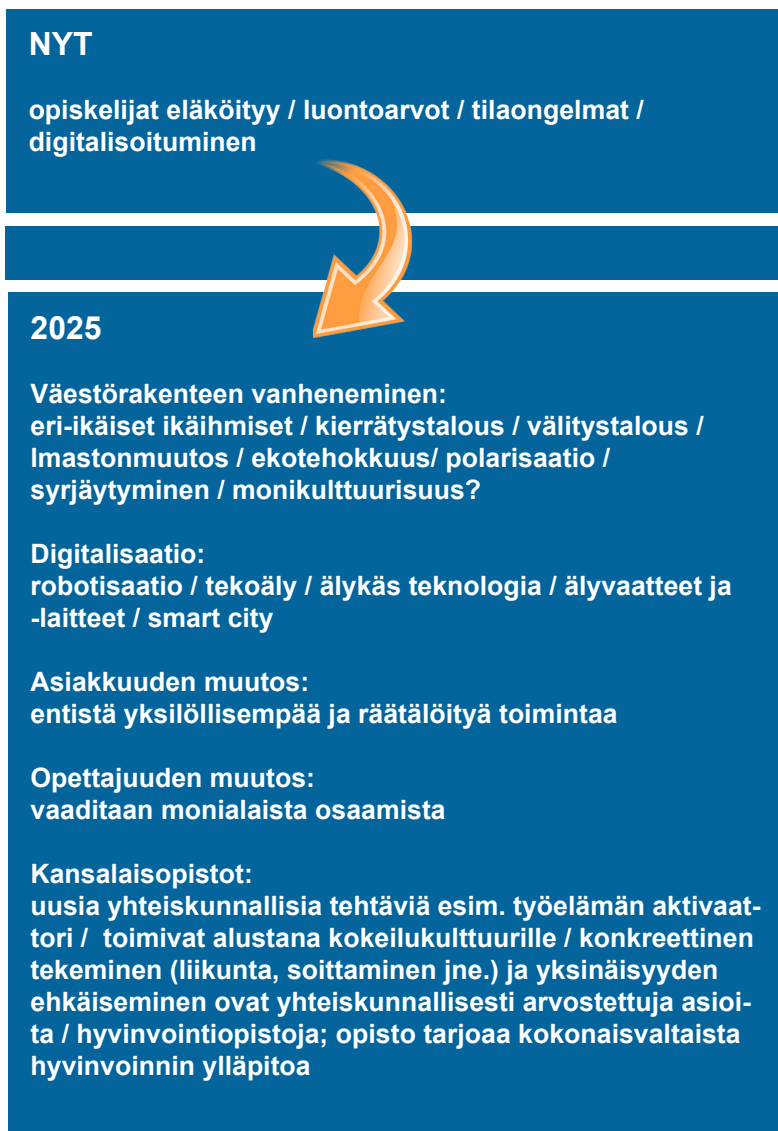 NYT
opiskelijat eläköityy / luontoarvot / tilaongelmat /
digitalisoituminen
2025
Väestörakenteen vanheneminen:
eri-ikäiset ikäihmiset / kierrätystalous / välitystalous /
Imastonmuutos / ekotehokkuus/ polarisaatio /
syrjäytyminen / monikulttuurisuus?
Digitalisaatio:
robotisaatio / tekoäly / älykäs teknologia / älyvaatteet ja
-laitteet / smart city
Asiakkuuden muutos:
entistä yksilöllisempää ja räätälöityä toimintaa
Opettajuuden muutos:
vaaditaan monialaista osaamista
Kansalaisopistot:
uusia yhteiskunnallisia tehtäviä esim. työelämän aktivaat-
tori /  toimivat alustana kokeilukulttuurille / konkreettinen
tekeminen (liikunta, soittaminen jne.) ja yksinäisyyden
ehkäiseminen ovat yhteiskunnallisesti arvostettuja asioi-
ta / hyvinvointiopistoja; opisto tarjoaa kokonaisvaltaista
hyvinvoinnin ylläpitoa